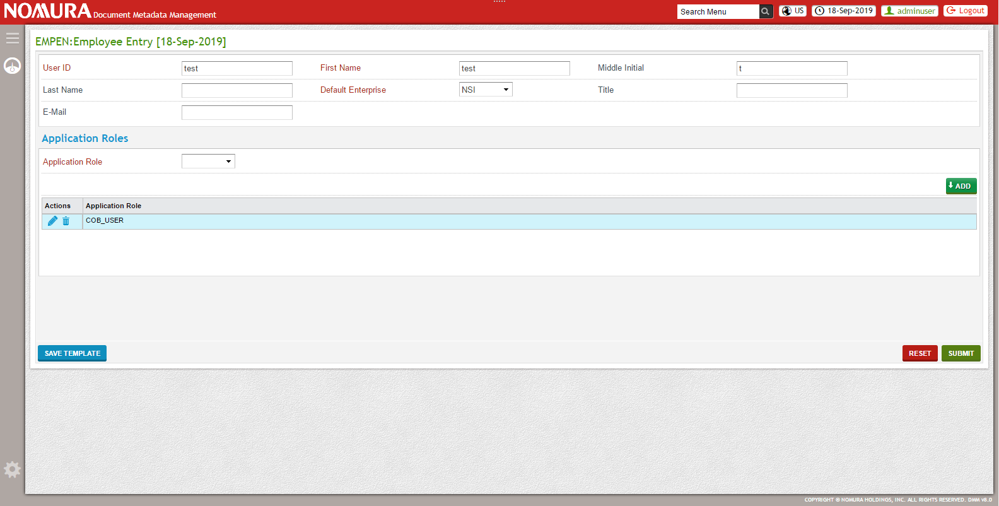 NOMURA Document Metadata Management
Search Menu
US
18-Sep-2019
adminuser
Logout
EMPEN:Employee Entry [18-Sep-2019]
User ID test First Name test Middle Initial t
Last Name Default Enterprise NSI Title
E-Mail
Application Roles
Application Role
ADD
Actions Application Role
COB_USER
SAVE TEMPLATE RESET SUBMIT
COPYRIGHT © NOMURA HOLDINGS, INC. ALL RIGHTS RESERVED. DMM v8.0